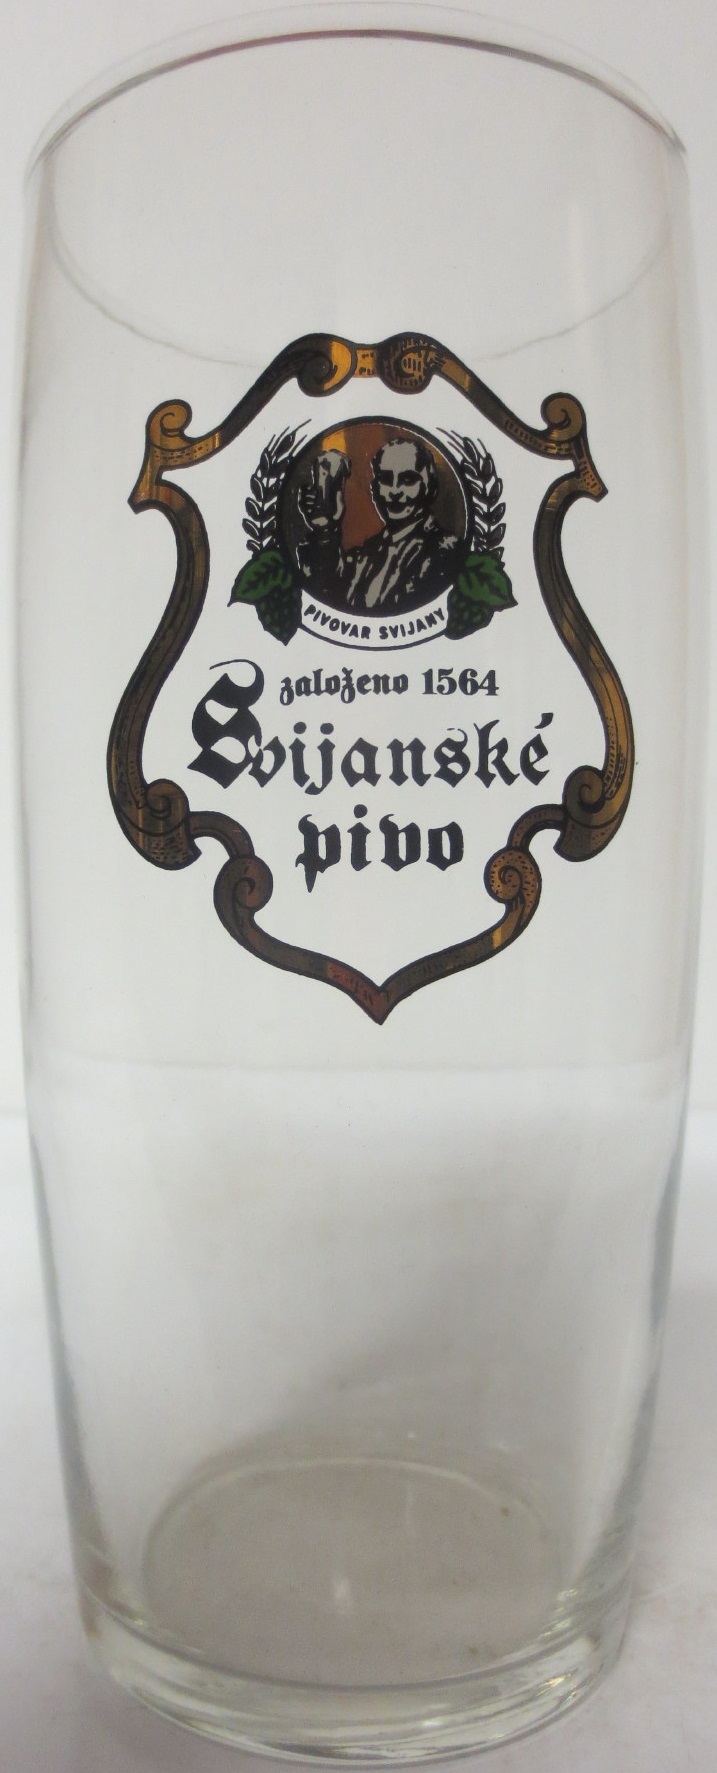 PIVOVAR SVIJANY
založeno 1564
Svijanské
pivo